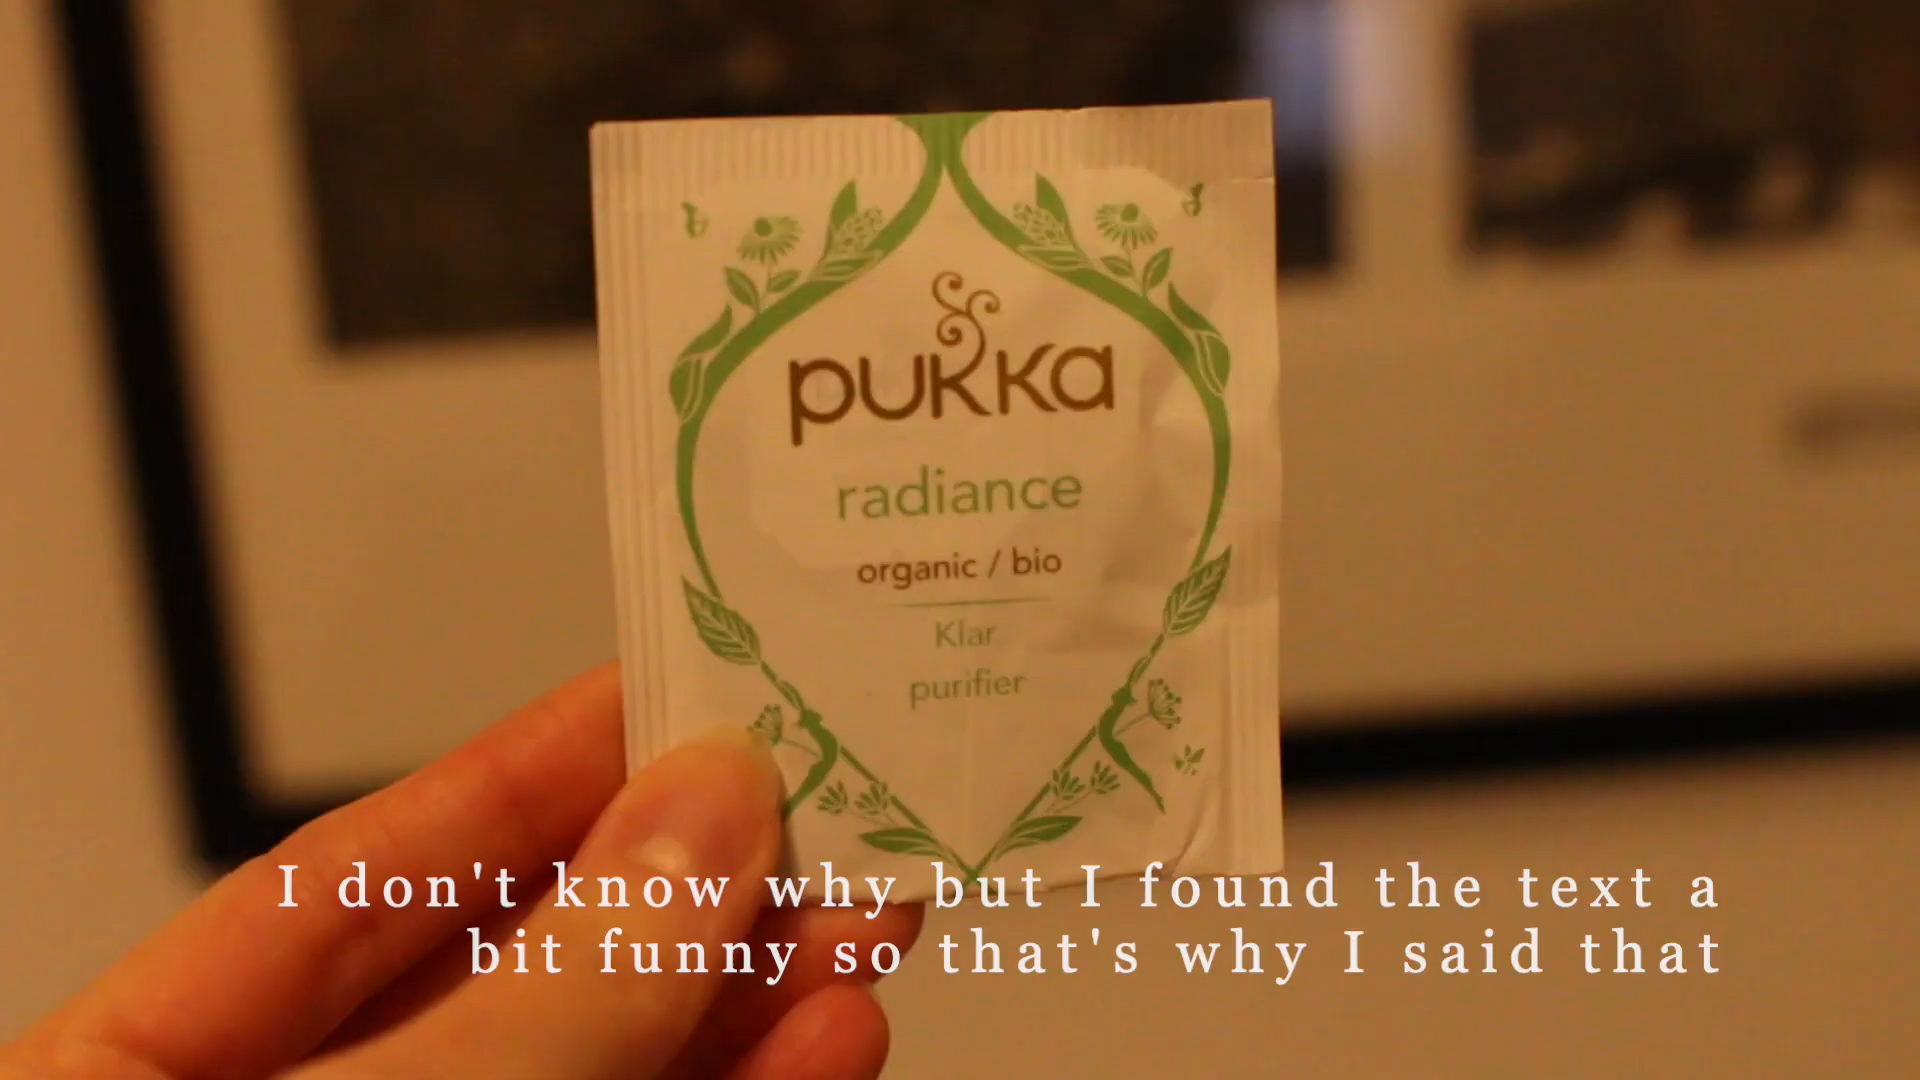 pukka
radiance
organic / bio
Klar
purifier
I don't know why but I found the text a
bit funny so that's why I said that